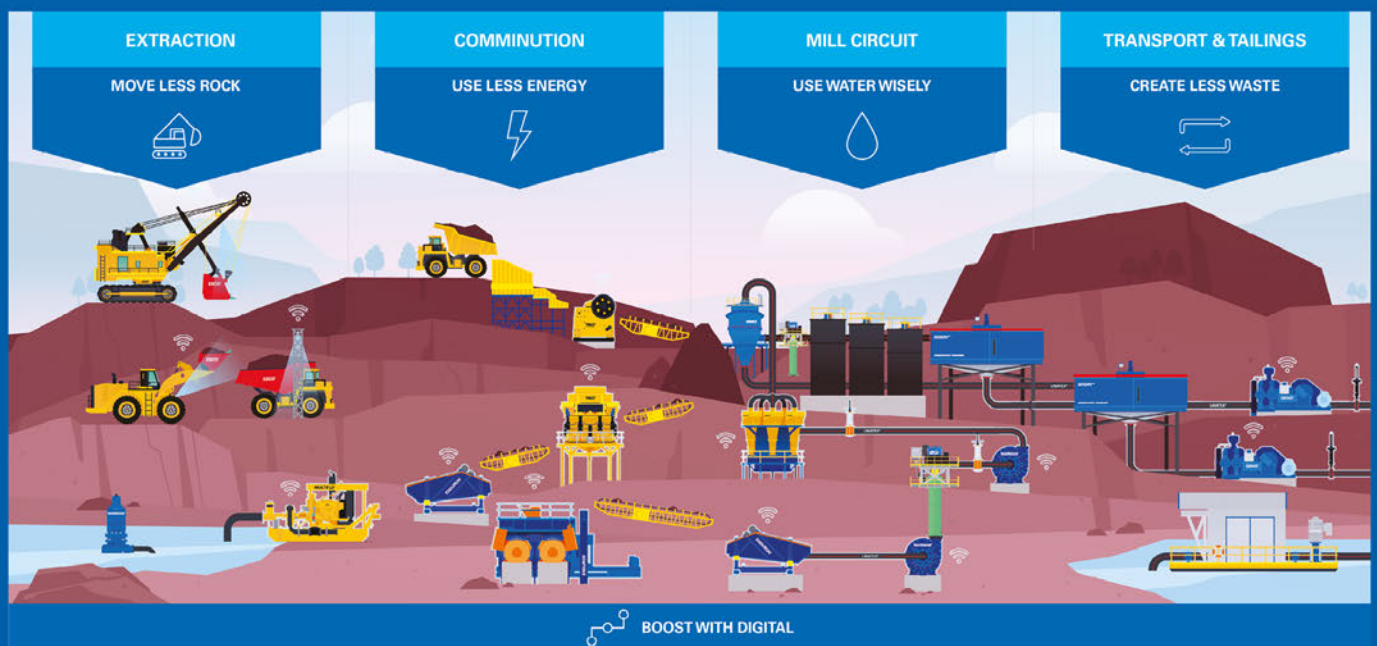 EXTRACTION
MOVE LESS ROCK
COMMINUTION
USE LESS ENERGY
MILL CIRCUIT
USE WATER WISELY
TRANSPORT & TAILINGS
CREATE LESS WASTE
BOOST WITH DIGITAL